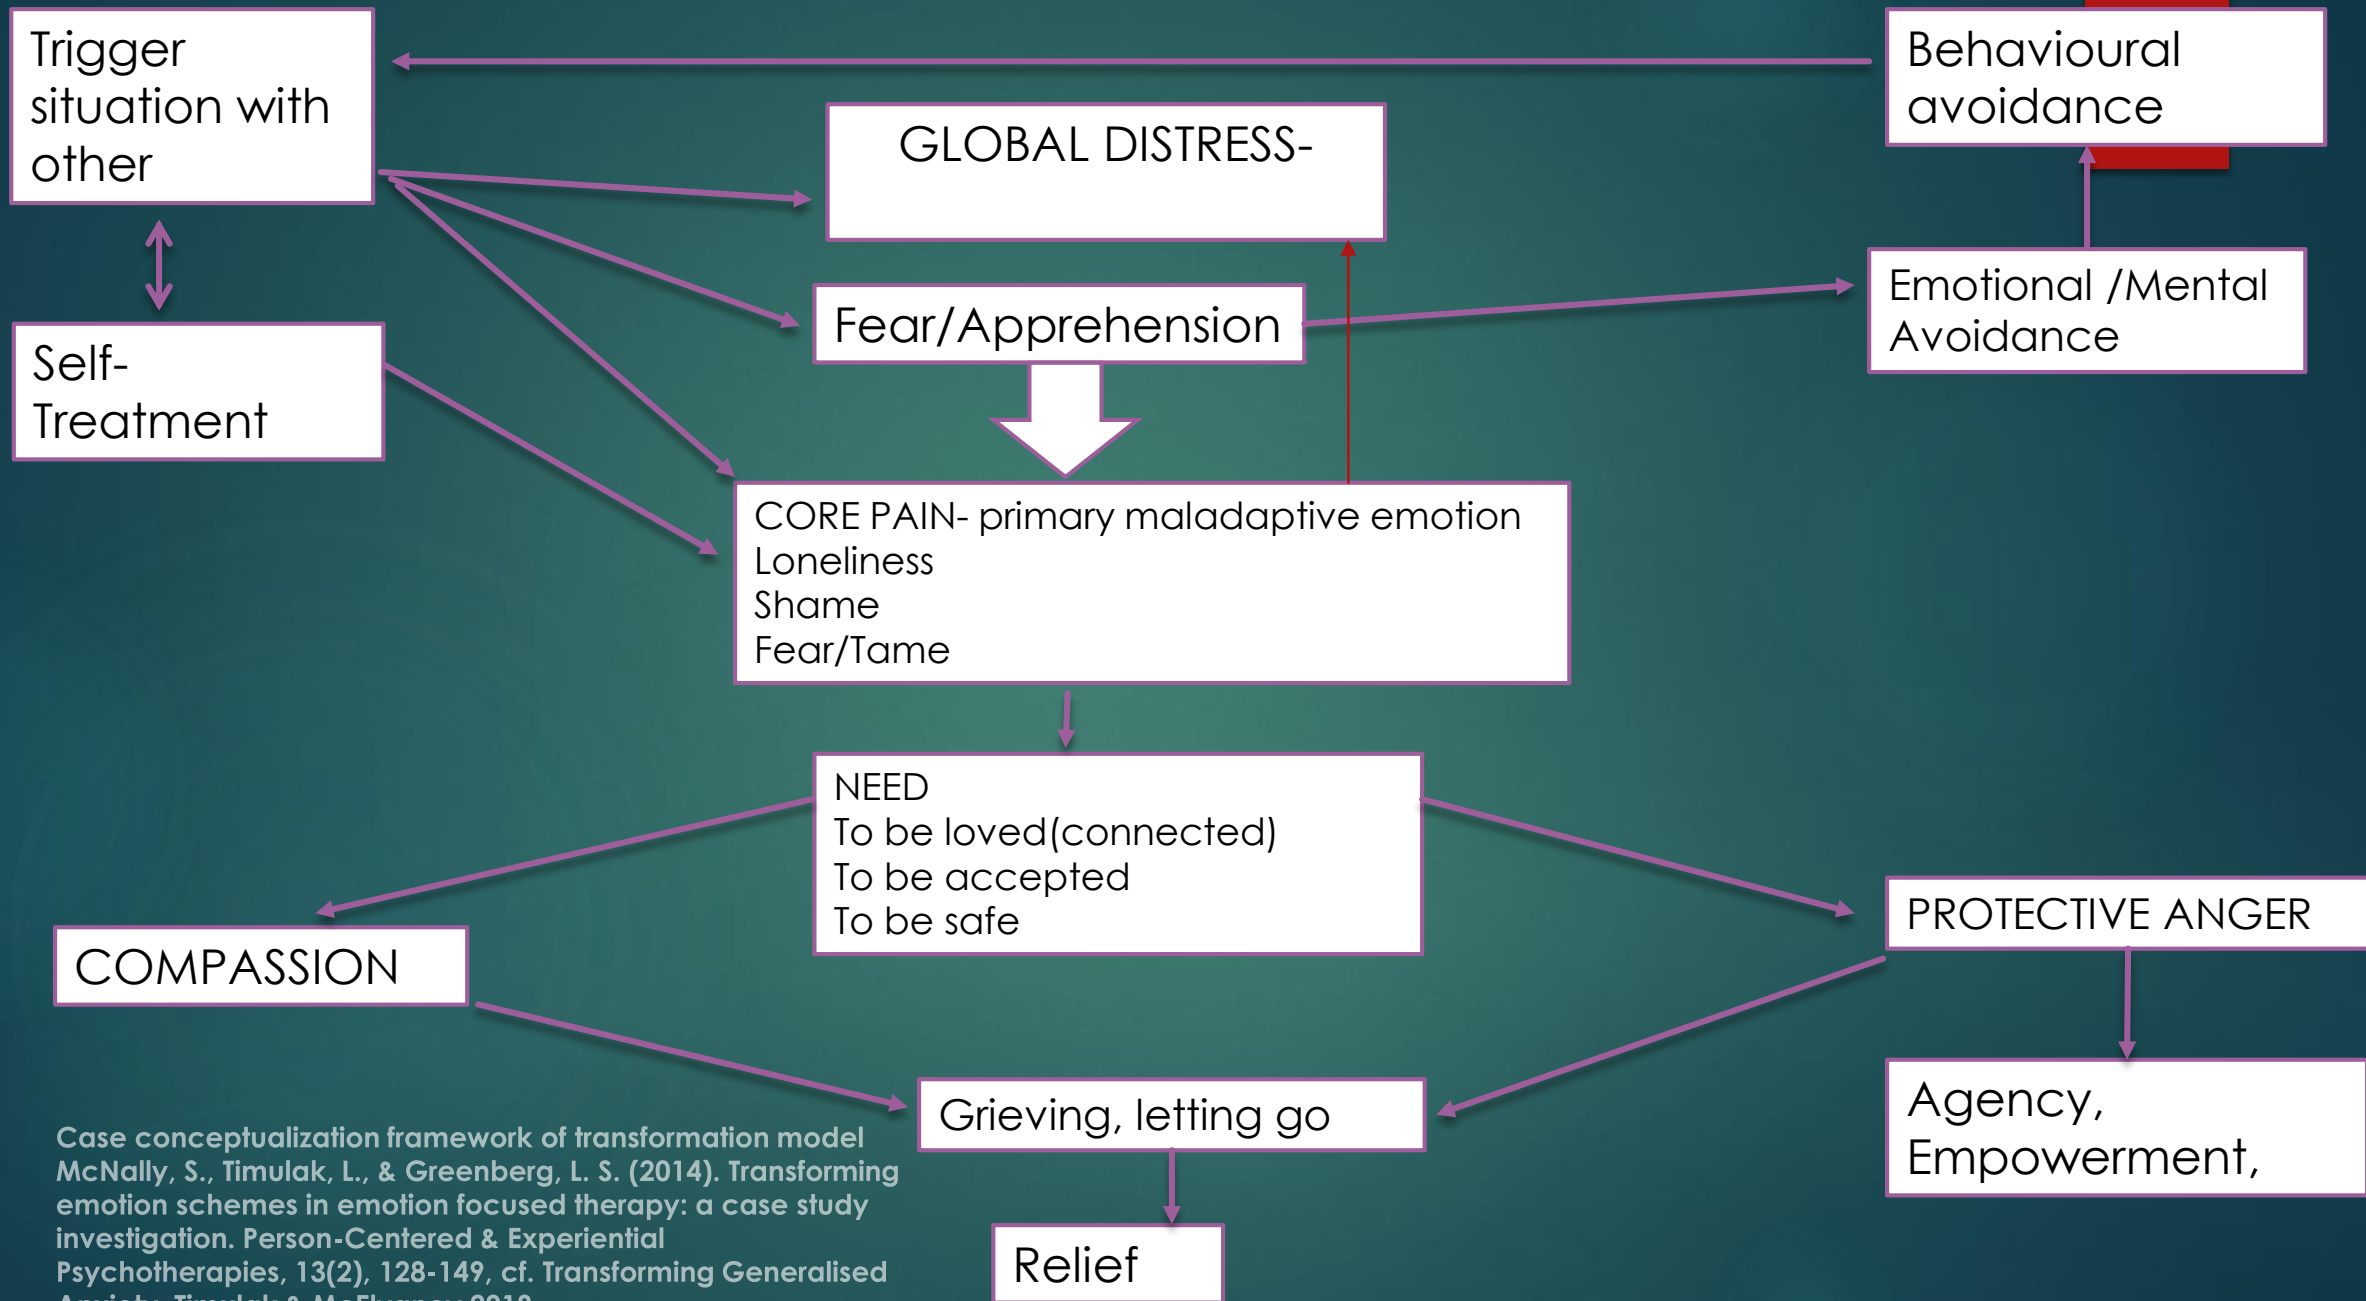 Trigger
situation with
other
GLOBAL DISTRESS-
Behavioural
avoidance
Self-
Treatment
Fear/Apprehension
Emotional /Mental
Avoidance
CORE PAIN- primary maladaptive emotion
Loneliness
Shame
Fear/Tame
NEED
To be loved(connected)
To be accepted
To be safe
COMPASSION
PROTECTIVE ANGER
Grieving, letting go
Agency,
Empowerment,
Relief
Case conceptualization framework of transformation model
McNally, S., Timulak, L., & Greenberg, L. S. (2014). Transforming
emotion schemes in emotion focused therapy: a case study
investigation. Person-Centered & Experiential
Psychotherapies, 13(2), 128-149, cf. Transforming Generalised